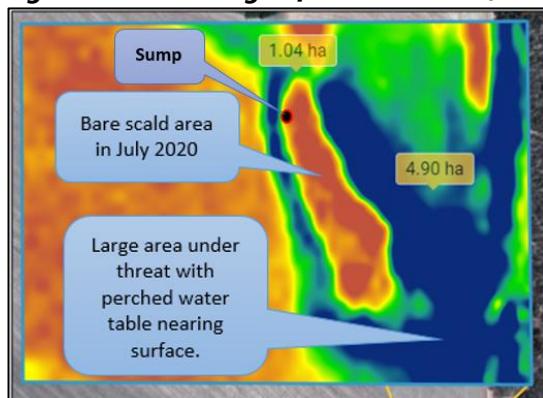 Sump
1.04 ha
Bare scald area
in July 2020
4.90 ha
Large area under
threat with
perched water
table nearing
surface.